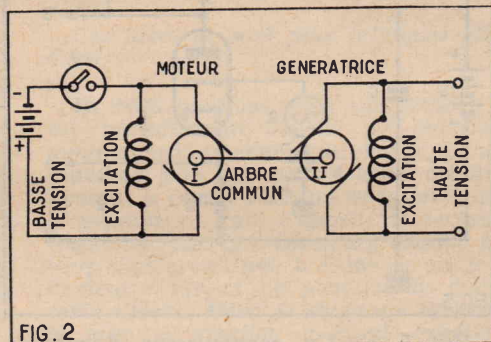 MOTEUR
GENERATRICE
-
+
BASSE
TENSION
EXCITATION
I
ARBRE
COMMUN
II
EXCITATION
HAUTE
TENSION
FIG. 2